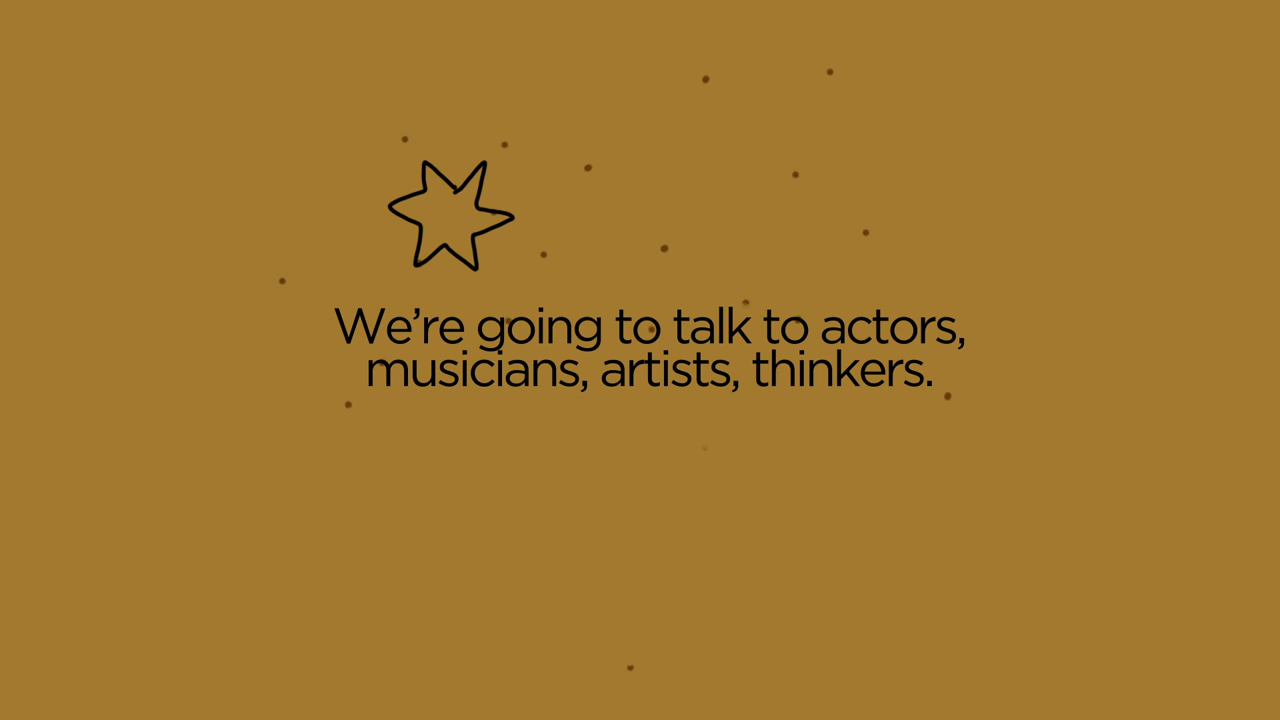 We’re going to talk to actors,
musicians, artists, thinkers.